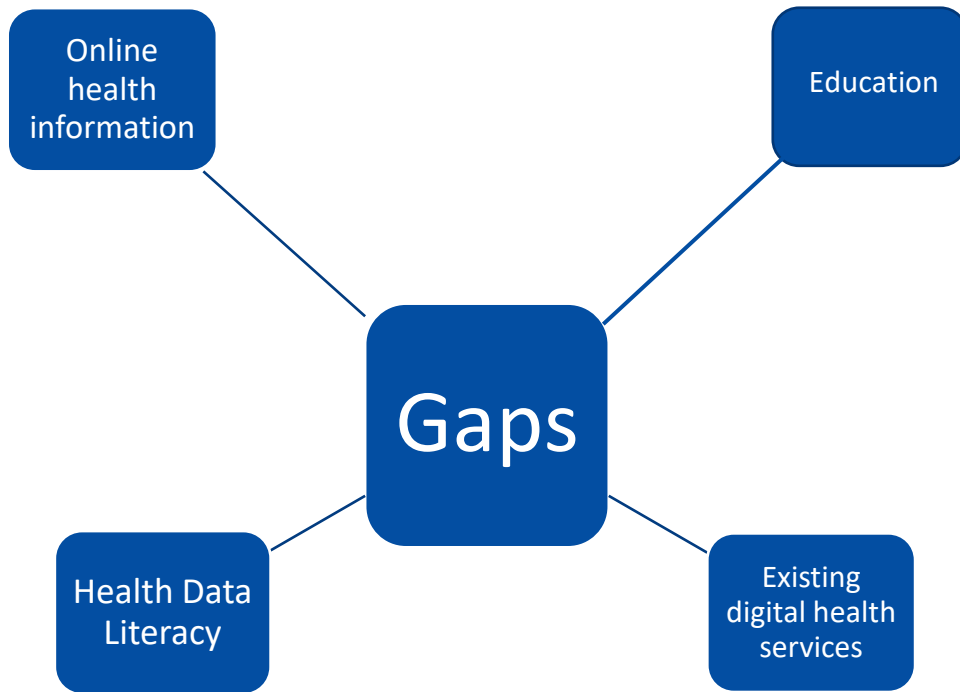 Online
health
information
Education
Gaps
Health Data
Literacy
Existing
digital health
services